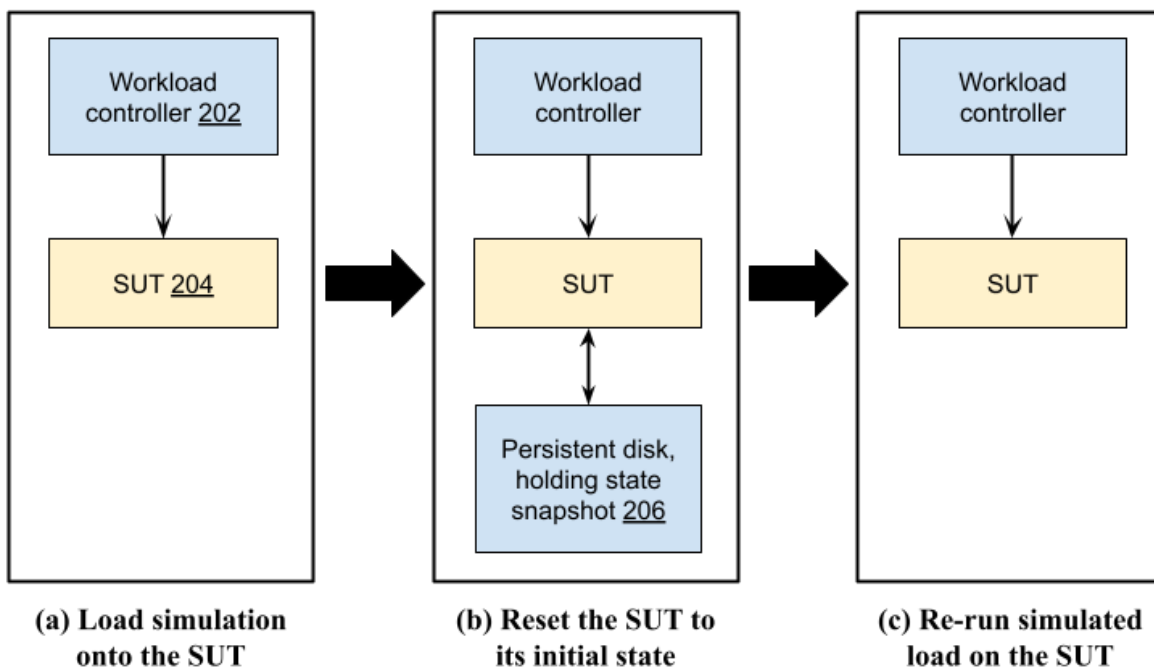 Workload
controller 202
SUT 204
(a) Load simulation
onto the SUT
Workload
controller
SUT
Persistent disk,
holding state
snapshot 206
(b) Reset the SUT to
its initial state
Workload
controller
SUT
(c) Re-run simulated
load on the SUT